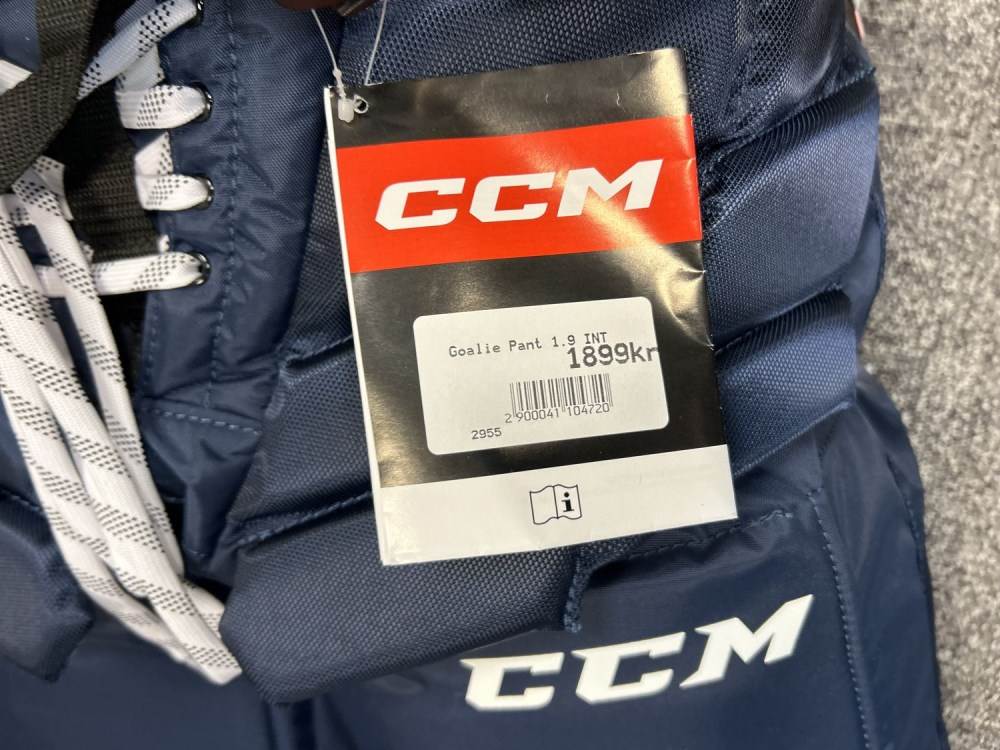 CCM
Goalie Pant 1.9 INT
1899kr
2 900041 104720
2955
i
CCM